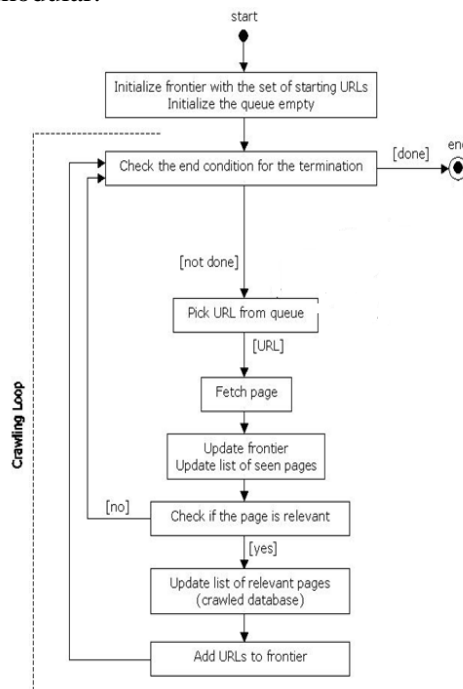 start
Initialize frontier with the set of starting URLs
Initialize the queue empty
Check the end condition for the termination
[done]
[not done]
Pick URL from queue
[URL]
Fetch page
Update frontier
Update list of seen pages
[no]
Check if the page is relevant
[yes]
Update list of relevant pages
(crawled database)
Add URLs to frontier
Crawling Loop